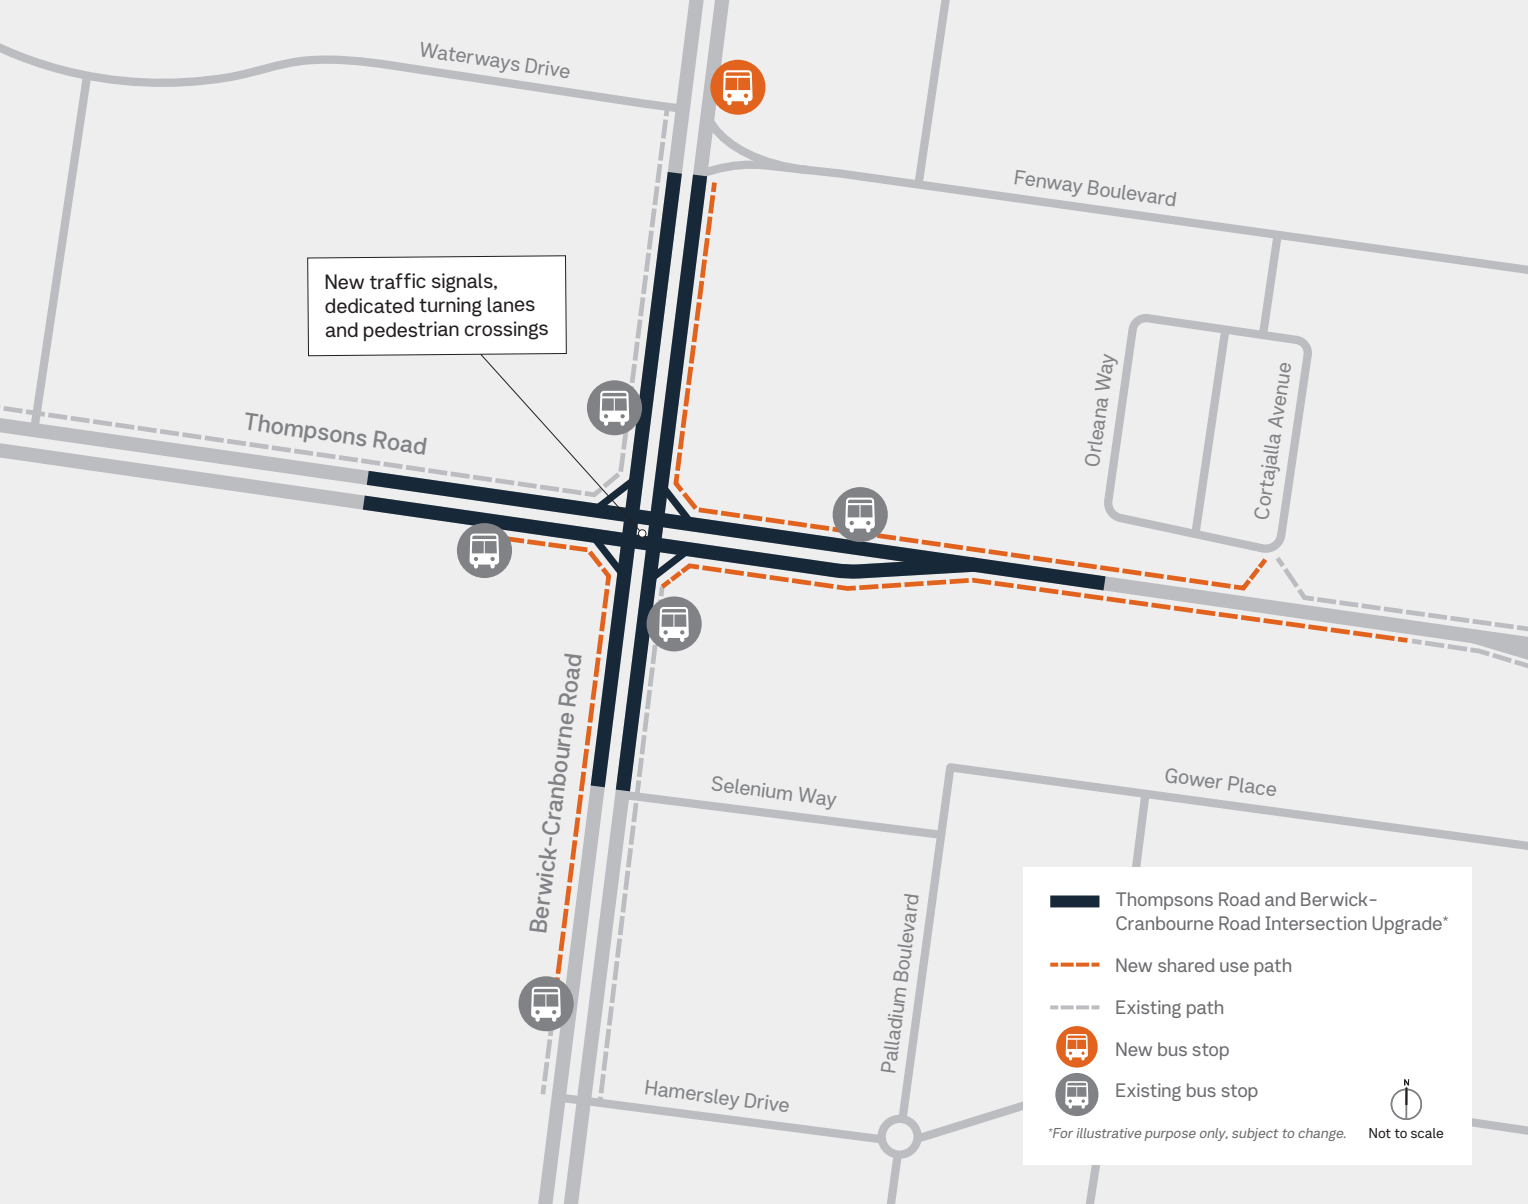 Waterways Drive
Fenway Boulevard
New traffic signals,
dedicated turning lanes
and pedestrian crossings
Thompsons Road
Orleana Way
Cortajalla Avenue
Berwick-Cranbourne Road
Selenium Way
Gower Place
Palladium Boulevard
Hamersley Drive
Thompsons Road and Berwick-
Cranbourne Road Intersection Upgrade*
New shared use path
Existing path
New bus stop
Existing bus stop
N
*For illustrative purpose only, subject to change.
Not to scale